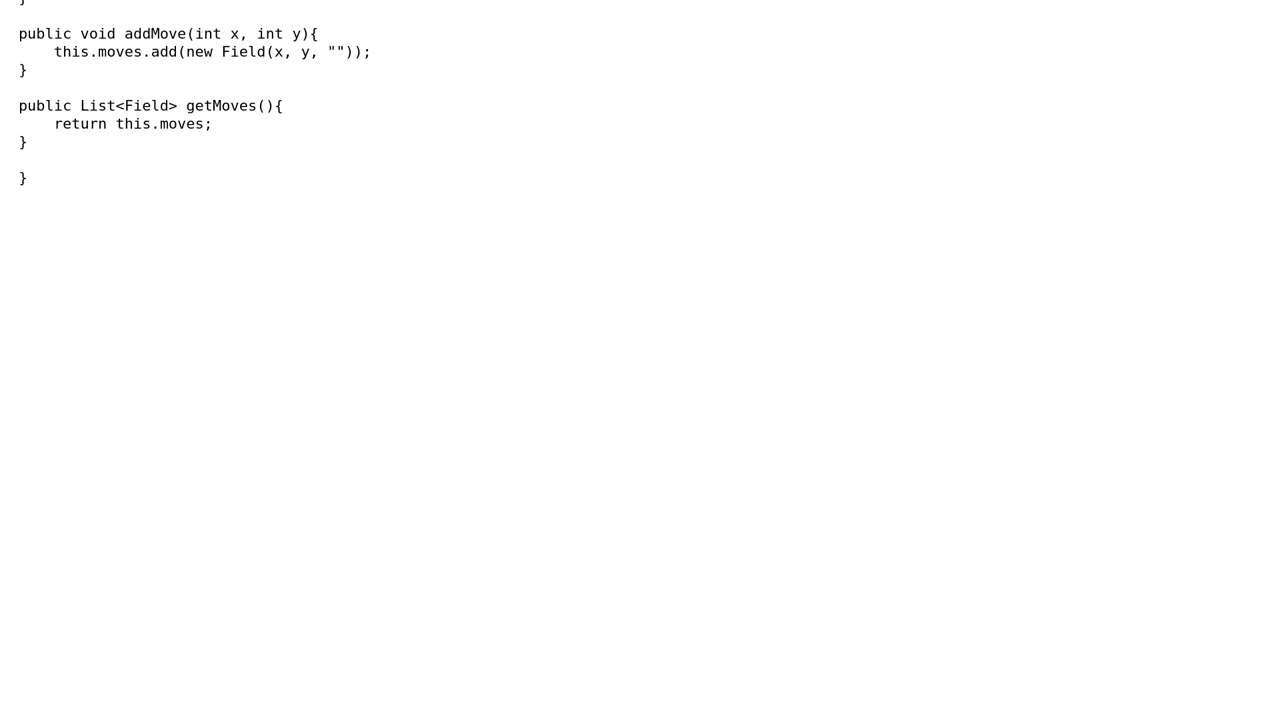 }
public void addMove(int x, int y){
    this.moves.add(new Field(x, y, ""));
}
public List<Field> getMoves(){
    return this.moves;
}
}